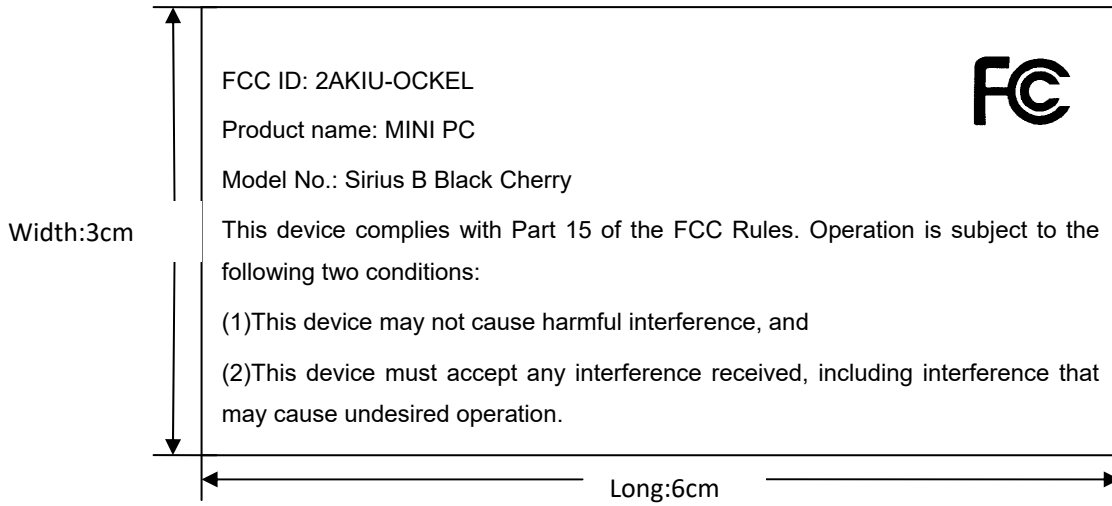 FCC ID: 2AKIU-OCKEL
FC
Product name: MINI PC
Model No.: Sirius B Black Cherry
Width:3cm
This device complies with Part 15 of the FCC Rules. Operation is subject to the
following two conditions:
(1)This device may not cause harmful interference, and
(2)This device must accept any interference received, including interference that
may cause undesired operation.
Long:6cm